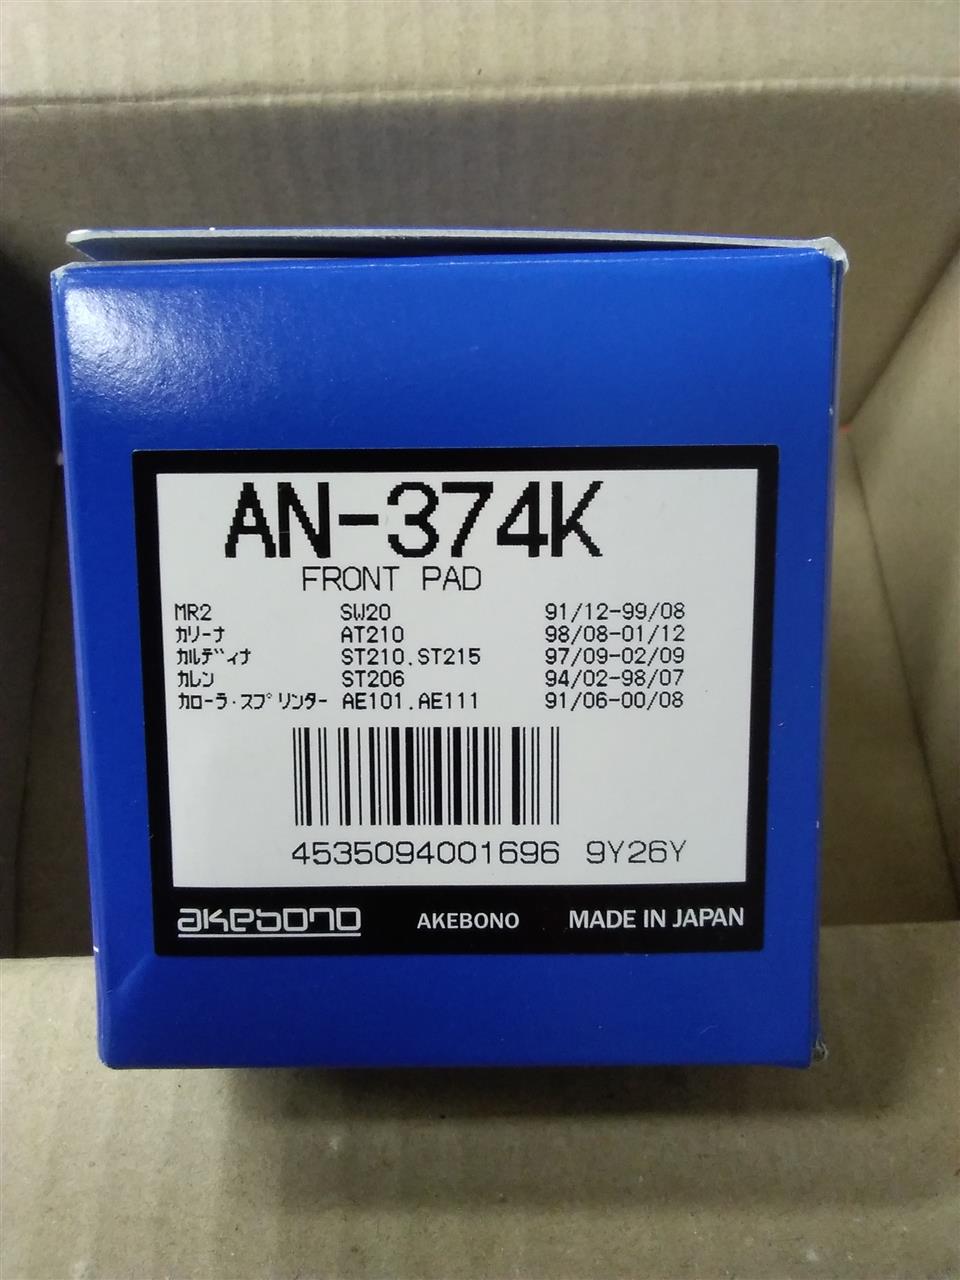 AN-374K
FRONT PAD
MR2 SW20 91/12-99/08
ｶﾘｰﾅ AT210 98/08-01/12
ｶﾙﾃﾞｨﾅ ST210.ST215 97/09-02/09
ｶﾚﾝ ST206 94/02-98/07
ｶﾛｰﾗ･ｽﾌﾟﾘﾝﾀｰ AE101.AE111 91/06-00/08
4535094001696 9Y26Y
akebono AKEBONO MADE IN JAPAN